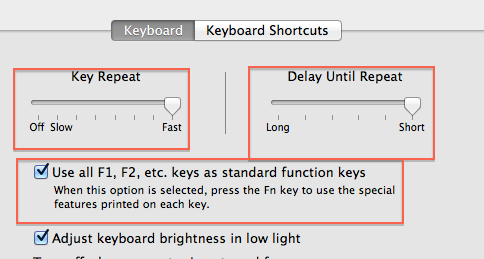 Keyboard Keyboard Shortcuts
Key Repeat Delay Until Repeat
Off Slow Fast Long Short
Use all F1, F2, etc. keys as standard function keys
When this option is selected, press the Fn key to use the special
features printed on each key.
Adjust keyboard brightness in low light